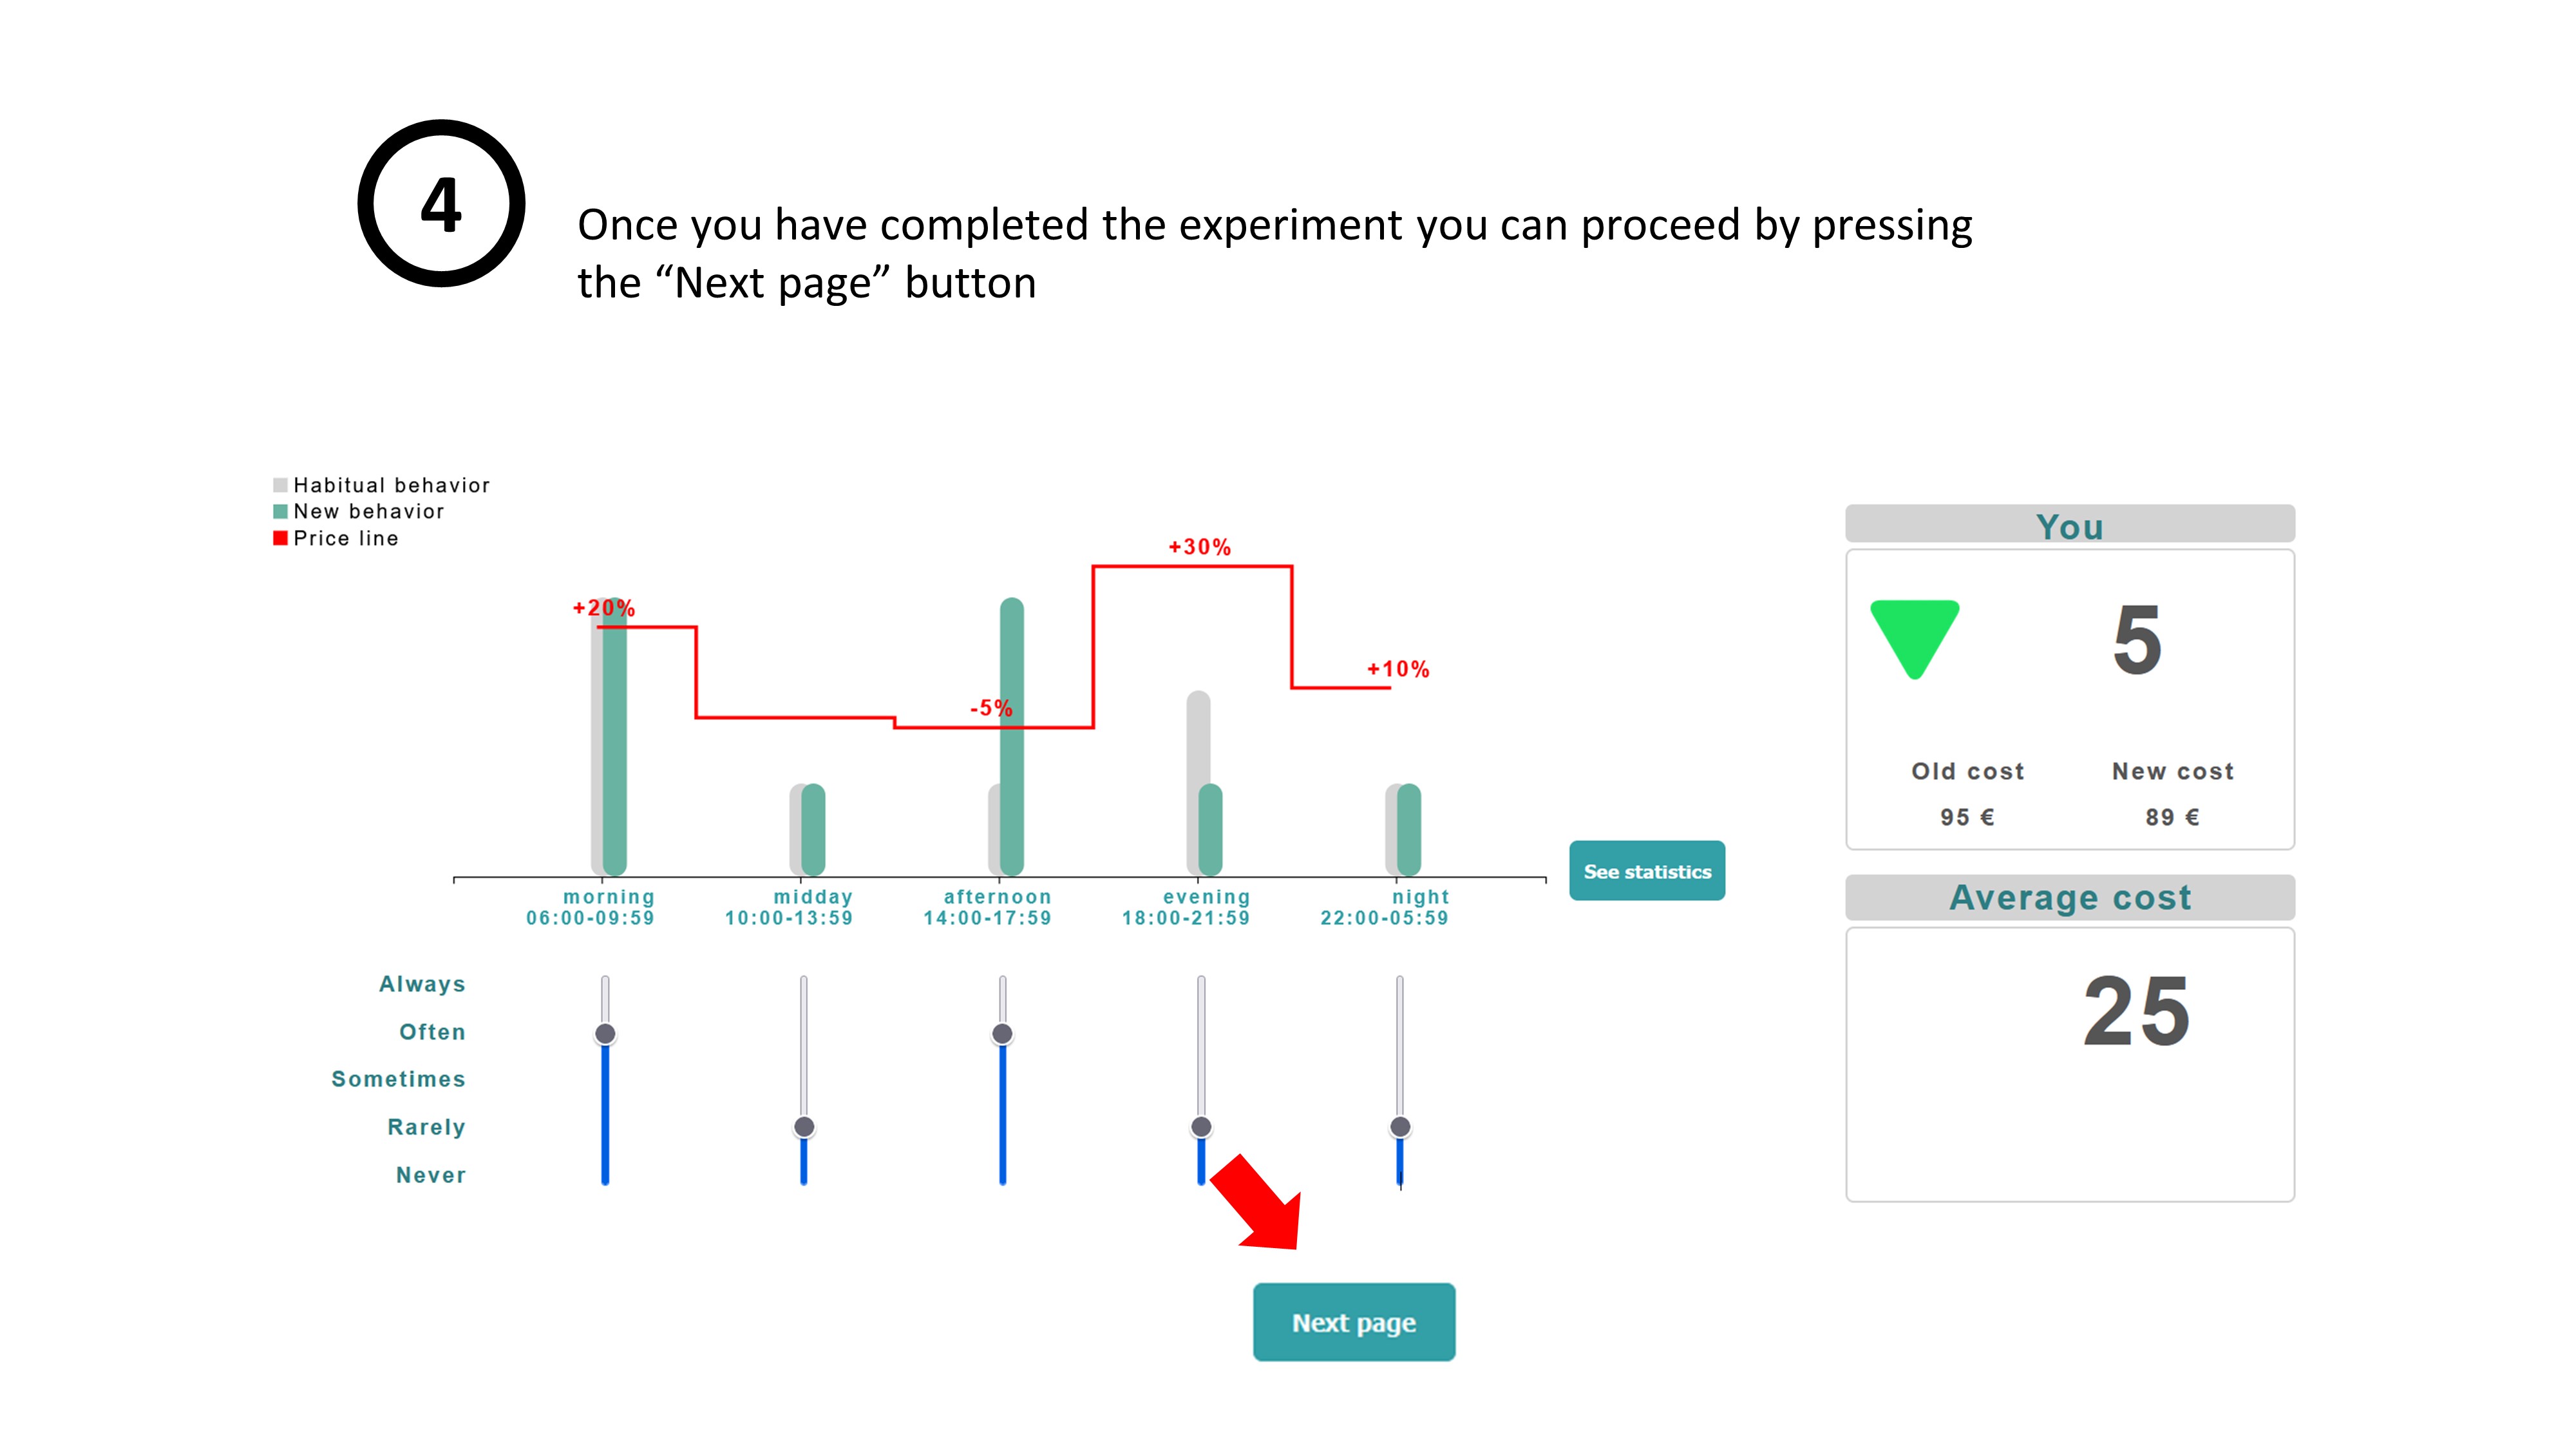 4
Once you have completed the experiment you can proceed by pressing
the “Next page” button
Habitual behavior
New behavior
Price line
+20%
-5%
+30%
+10%
morning
06:00-09:59
midday
10:00-13:59
afternoon
14:00-17:59
evening
18:00-21:59
night
22:00-05:59
See statistics
Always
Often
Sometimes
Rarely
Never
Next page
You
5
Old cost
95 €
New cost
89 €
Average cost
25